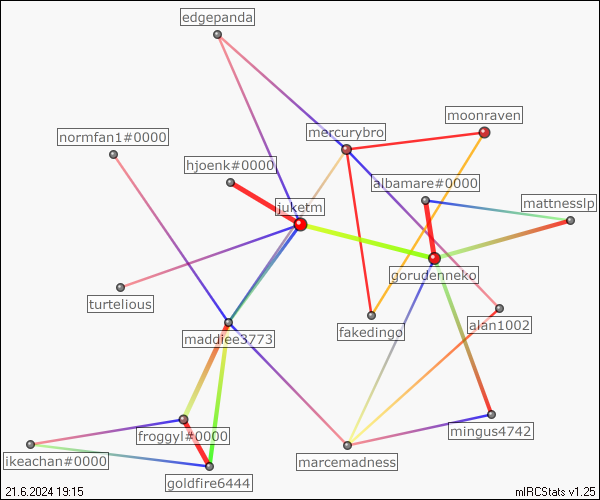 edgepanda
moonraven
mercurybro
normfan1#0000
hjoenk#0000
albamare#0000
mattnesslp
juketm
gorudenneko
turtelious
alan1002
fakedingo
maddiee3773
mingus4742
froggyl#0000
ikeachan#0000
marcemadness
goldfire6444
21.6.2024 19:15
mIRCStats v1.25